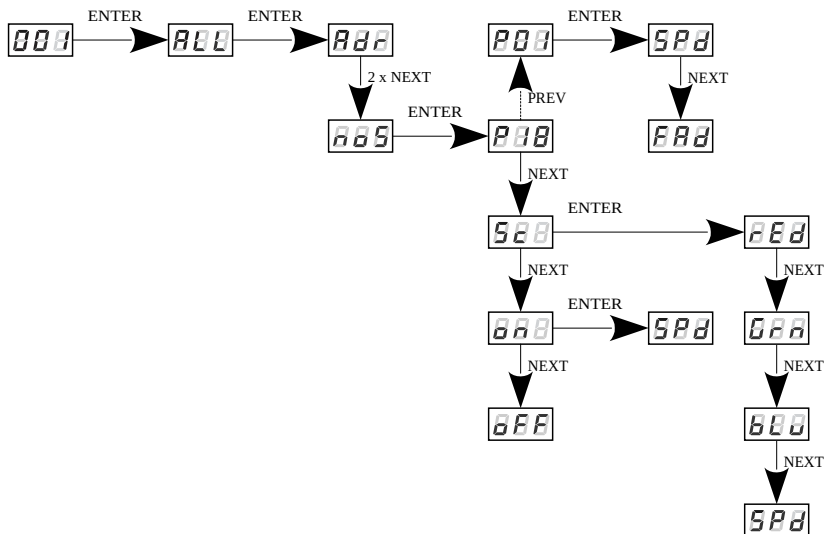 ENTER ENTER ENTER
001 ALL Adr P01 SPd
2 x NEXT PREV NEXT
ENTER
noS P18 FAd
NEXT
ENTER
Sc rEd
NEXT NEXT
ENTER
on SPd Grn
NEXT NEXT
oFF bLu
NEXT
SPd